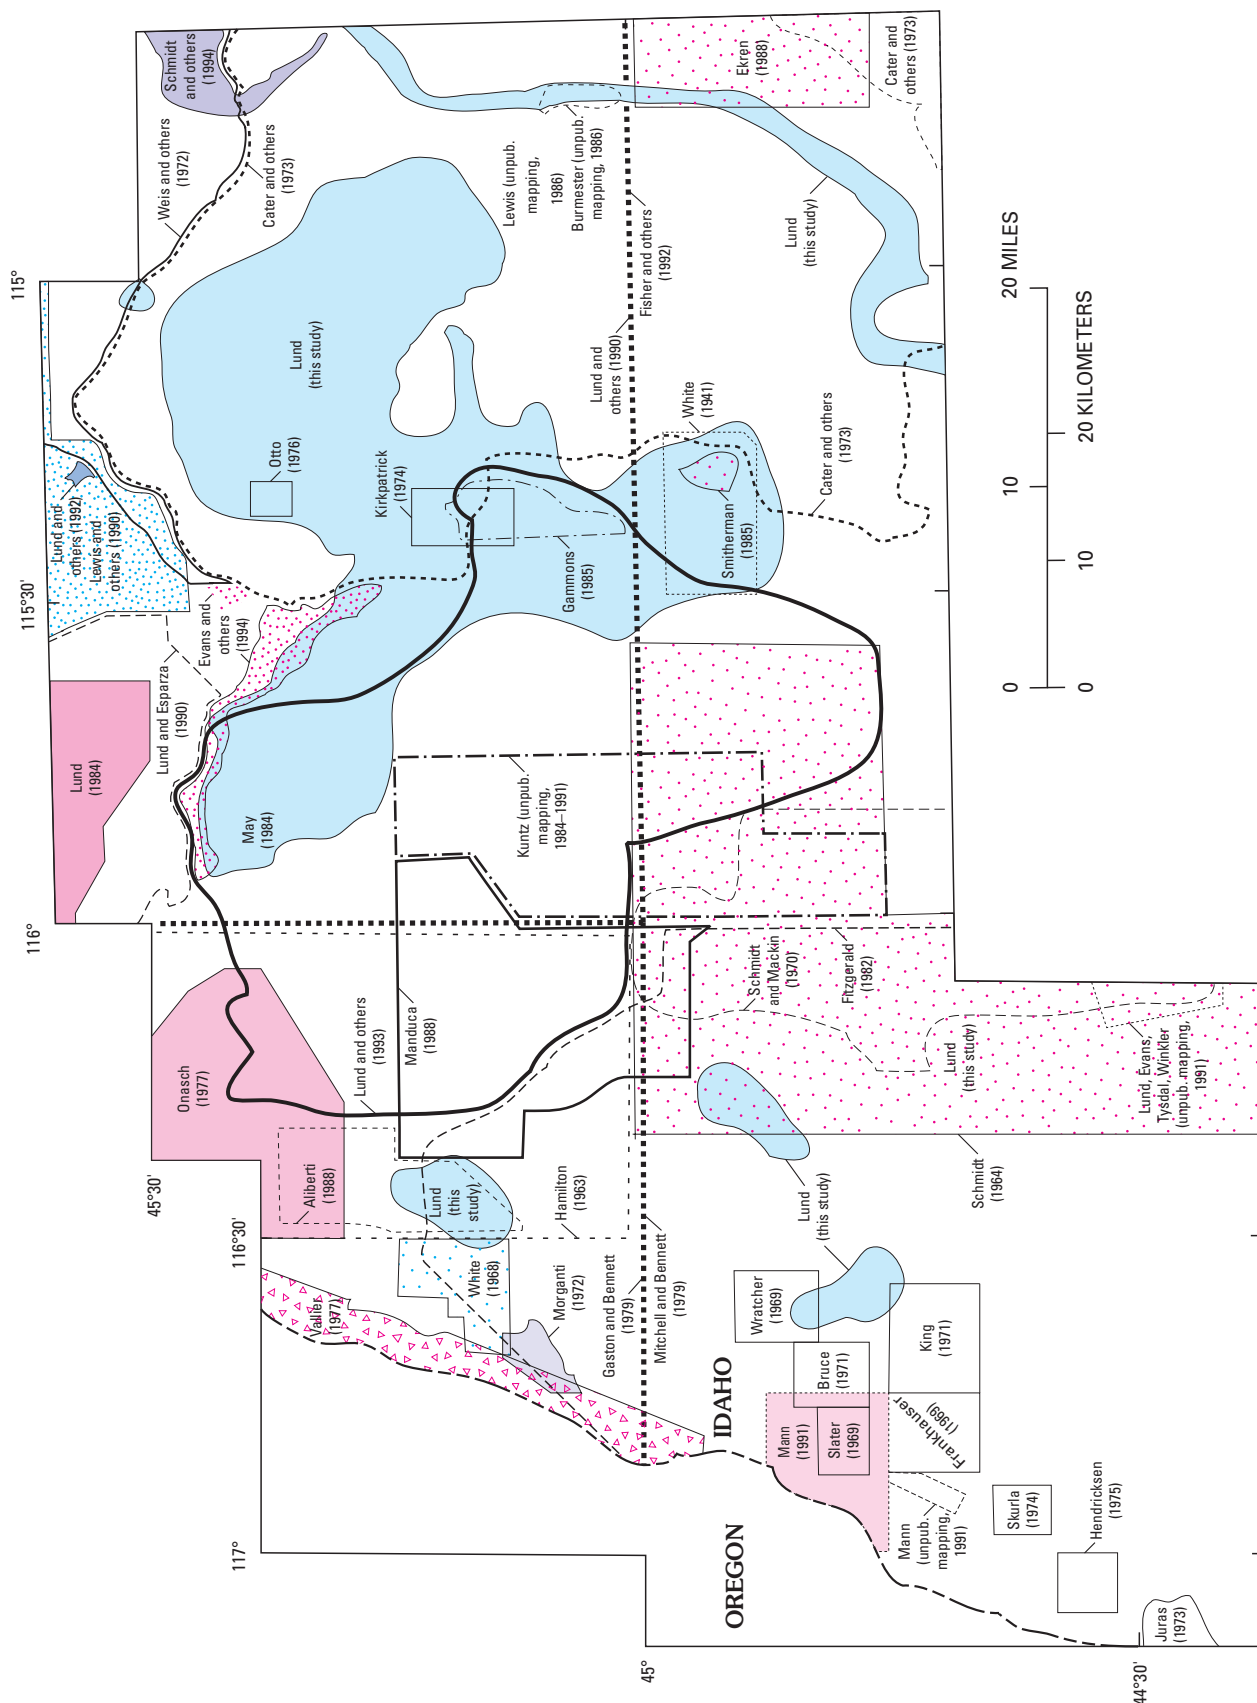 117°
116°30'
116°
115°30'
115°
45°30'
45°
44°30'
Vallier
(1977)
Aliberti
(1988)
Onasch
(1977)
Lund
(1984)
Lund and Esparza
(1990)
Evans and
others
(1994)
Lund and
others (1992)
Lewis and
others (1990)
Weis and others
(1972)
Cater and others
(1973)
Schmidt
and others
(1994)
May
(1984)
Otto
(1976)
Lund
(this study)
Kirkpatrick
(1974)
Gammons
(1985)
Lewis (unpub.
mapping,
1986)
Burmester (unpub.
mapping, 1986)
Lund and others
(1993)
Manduca
(1988)
Kuntz (unpub.
mapping,
1984–1991)
White
(1968)
Lund
(this
study)
Morganti
(1972)
Hamilton
(1963)
Gaston and Bennett
(1979)
Mitchell and Bennett
(1979)
Lund and
others (1990)
Fisher and others
(1992)
White
(1941)
Smitherman
(1985)
Cater and others
(1973)
Lund
(this study)
Ekren
(1988)
Cater and
others (1973)
OREGON
IDAHO
Mann
(1991)
Slater
(1969)
Bruce
(1971)
Wratcher
(1969)
Lund
(this study)
King
(1971)
Frankhauser
(1969)
Mann
(unpub.
mapping,
1991)
Skurla
(1974)
Hendricksen
(1975)
Juras
(1973)
Schmidt
and Mackin
(1970)
Fitzgerald
(1982)
Lund
(this study)
Schmidt
(1964)
Lund, Evans,
Tysdal, Winkler
(unpub. mapping,
1991)
0 10 20 MILES
0 10 20 KILOMETERS